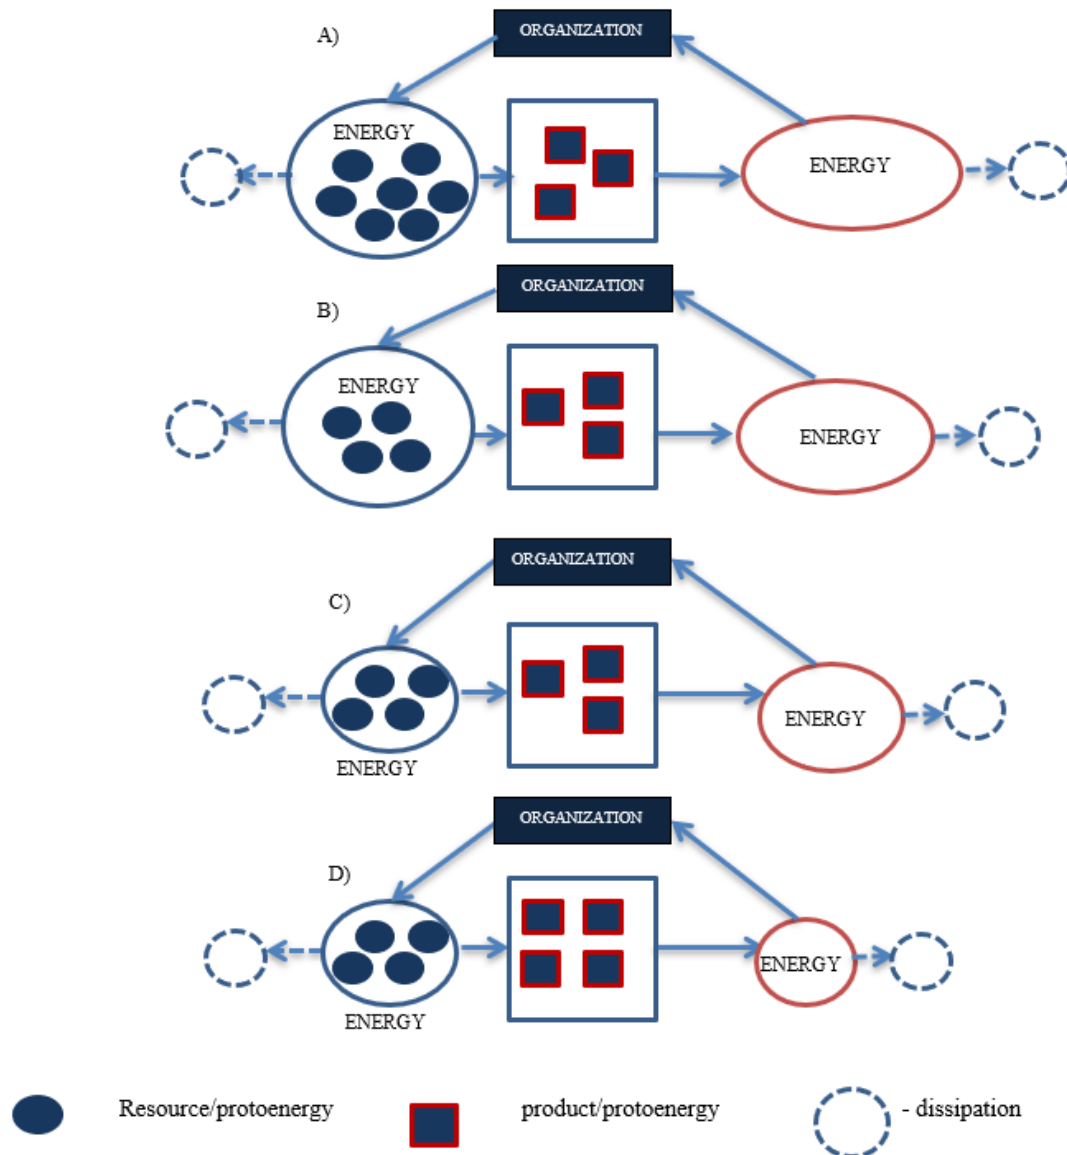 A)
ORGANIZATION
ENERGY
ENERGY
B)
ORGANIZATION
ENERGY
ENERGY
C)
ORGANIZATION
ENERGY
ENERGY
D)
ORGANIZATION
ENERGY
ENERGY
Resource/protoenergy
product/protoenergy
- dissipation